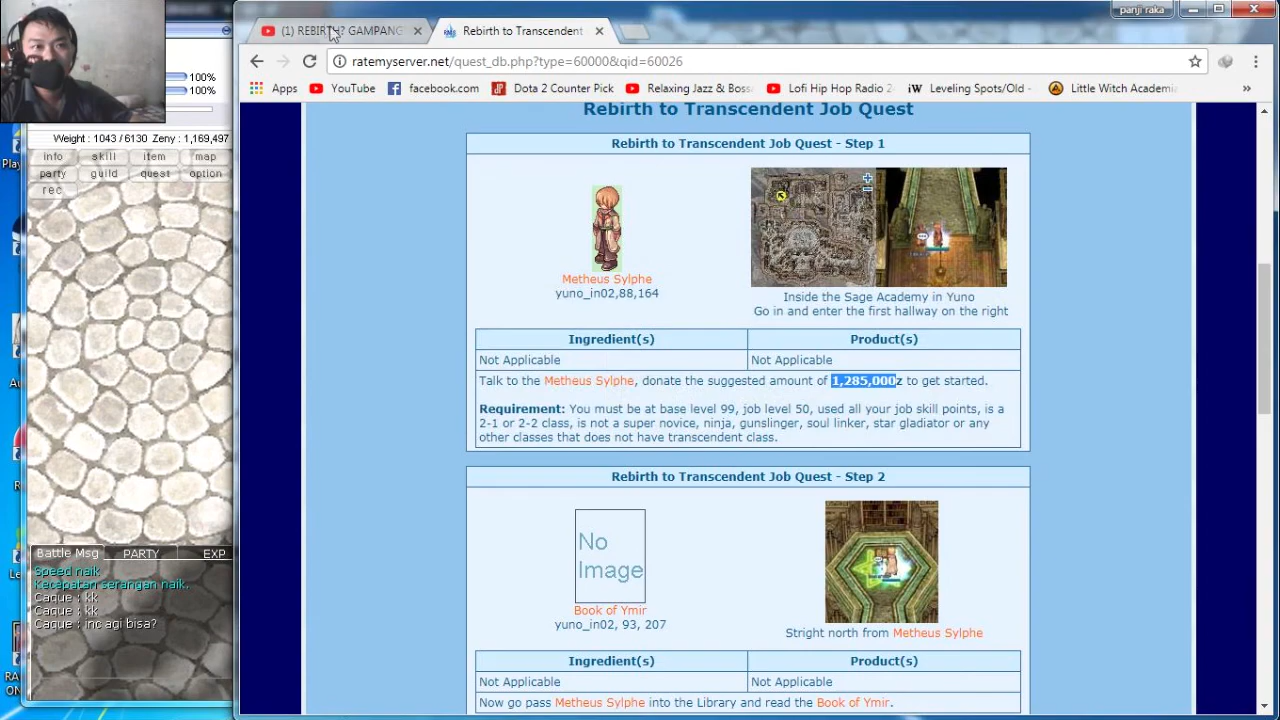 panji raka
(1) REBIRTH? GAMPANG
Rebirth to Transcendent
ratemyserver.net/quest_db.php?type=60000&qid=60026
Apps
YouTube
facebook.com
Dota 2 Counter Pick
Relaxing Jazz & Boss
Lofi Hip Hop Radio 2
Leveling Spots/Old -
Little Witch Academi
»
100%
100%
Weight : 1043 / 6130 Zeny : 1,169,497
info skill item map
party guild quest option
rec
Rebirth to Transcendent Job Quest
Rebirth to Transcendent Job Quest - Step 1
Metheus Sylphe
yuno_in02,88,164
Inside the Sage Academy in Yuno
Go in and enter the first hallway on the right
Ingredient(s) Product(s)
Not Applicable Not Applicable
Talk to the Metheus Sylphe, donate the suggested amount of 1,285,000z to get started.
Requirement: You must be at base level 99, job level 50, used all your job skill points, is a
2-1 or 2-2 class, is not a super novice, ninja, gunslinger, soul linker, star gladiator or any
other classes that does not have transcendent class.
Rebirth to Transcendent Job Quest - Step 2
No
Image
Book of Ymir
yuno_in02, 93, 207
Stright north from Metheus Sylphe
Ingredient(s) Product(s)
Not Applicable Not Applicable
Now go pass Metheus Sylphe into the Library and read the Book of Ymir.
Battle Msg PARTY EXP
Speed naik.
Kecepatan serangan naik.
Caque : kk
Caque : kk
Caque : inc agi bisa?